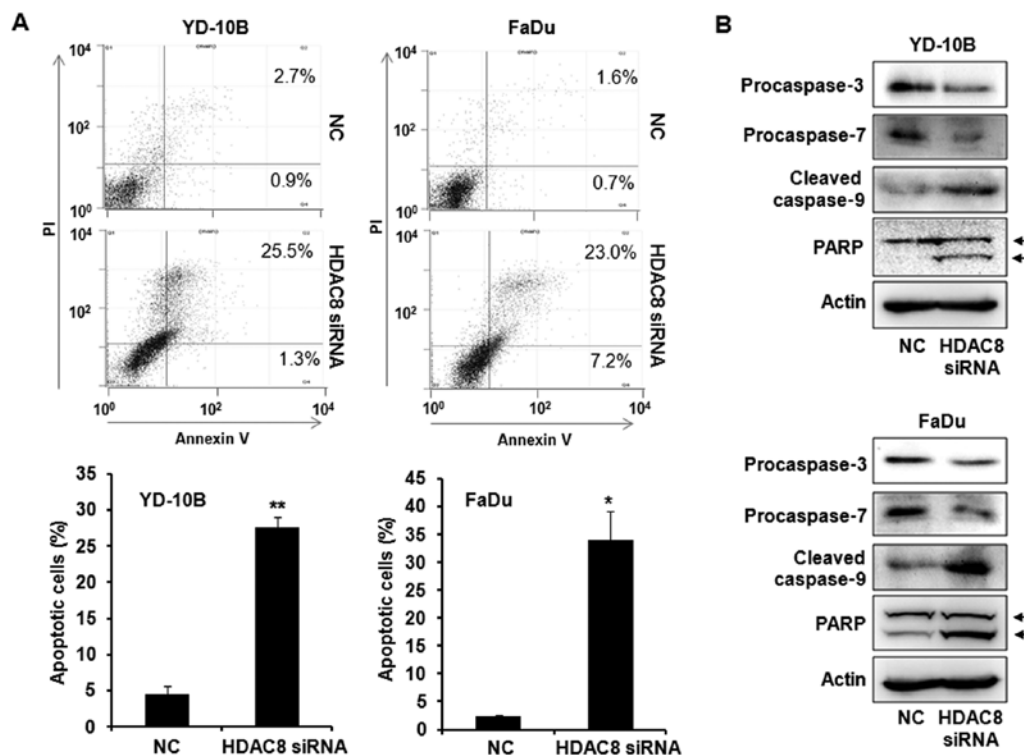 A
YD-10B
FaDu
10⁴
2.7%
NC
10²
0.9%
10⁰
25.5%
HDAC8 siRNA
10²
1.3%
10⁰ 10² 10⁴
PI
Annexin V
10⁴
1.6%
NC
10²
0.7%
10⁰
23.0%
HDAC8 siRNA
10²
7.2%
10⁰ 10² 10⁴
PI
Annexin V
Apoptotic cells (%)
35
30
25
20
15
10
5
0
YD-10B
**
NC
HDAC8 siRNA
Apoptotic cells (%)
45
40
35
30
25
20
15
10
5
0
FaDu
*
NC
HDAC8 siRNA
B
YD-10B
Procaspase-3
Procaspase-7
Cleaved
caspase-9
PARP
Actin
NC HDAC8
siRNA
FaDu
Procaspase-3
Procaspase-7
Cleaved
caspase-9
PARP
Actin
NC HDAC8
siRNA